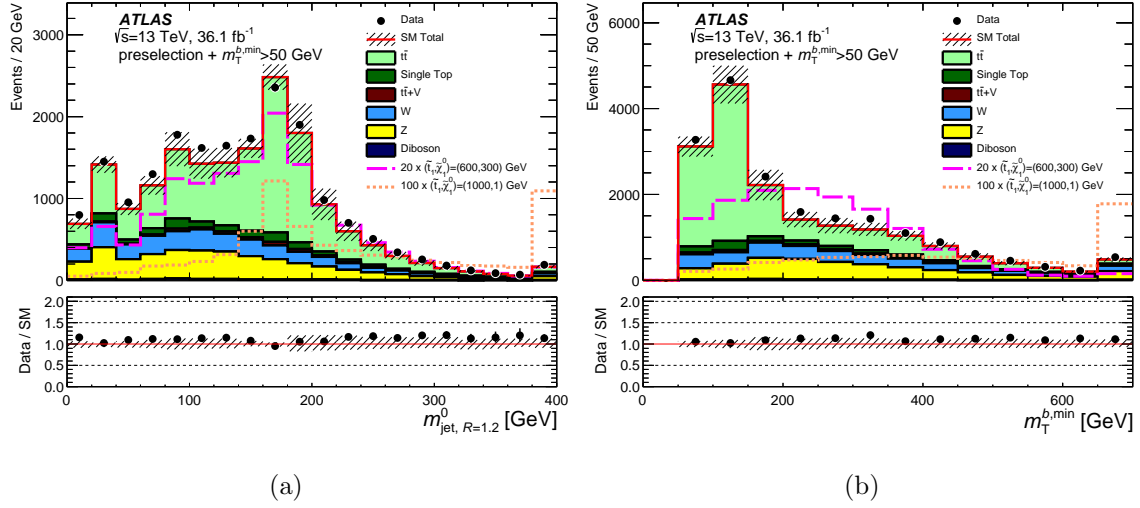 ATLAS
√s=13 TeV, 36.1 fb⁻¹
preselection + m_T^{b,min}>50 GeV
Data
SM Total
tt̄
Single Top
tt̄+V
W
Z
Diboson
20 x (t̃₁,χ̃₁⁰)=(600,300) GeV
100 x (t̃₁,χ̃₁⁰)=(1000,1) GeV
Events / 20 GeV
3000
2000
1000
0
Data / SM
2.0
1.5
1.0
0.5
0.0
0 100 200 300 400
m⁰_{jet, R=1.2} [GeV]
(a)
ATLAS
√s=13 TeV, 36.1 fb⁻¹
preselection + m_T^{b,min}>50 GeV
Data
SM Total
tt̄
Single Top
tt̄+V
W
Z
Diboson
20 x (t̃₁,χ̃₁⁰)=(600,300) GeV
100 x (t̃₁,χ̃₁⁰)=(1000,1) GeV
Events / 50 GeV
6000
4000
2000
0
Data / SM
2.0
1.5
1.0
0.5
0.0
0 200 400 600
m_T^{b,min} [GeV]
(b)